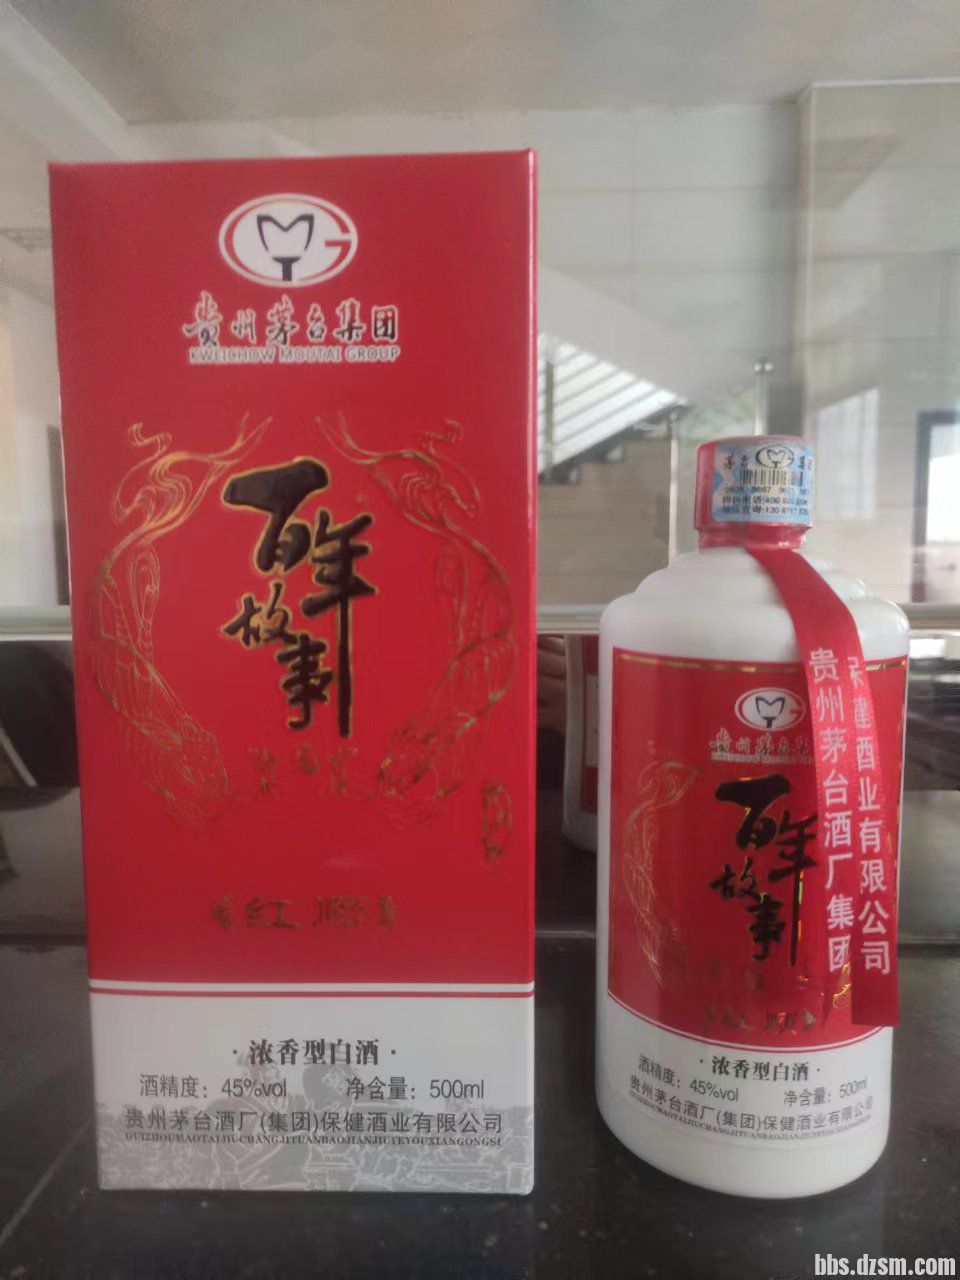 贵州茅台集团
KWEICHOW MOUTAI GROUP
百年
故事
红顺
·浓香型白酒·
酒精度：45%vol 净含量：500ml
贵州茅台酒厂(集团)保健酒业有限公司
GUIZHOUMAOTAIJIUCHANGJITUANBAOJIANJIUYEYOUXIANGONGSI
茅台
贵州茅台酒厂集团
保健酒业有限公司
贵州茅台集
百年
故事
·浓香型白酒·
酒精度：45%vol 净含量：500ml
贵州茅台酒厂(集团)保健酒业有限公司
GUIZHOUMAOTAIJIUCHANGJITUANBAOJIANJIUYEYOUXIANGONGSI
bbs.dzsm.com